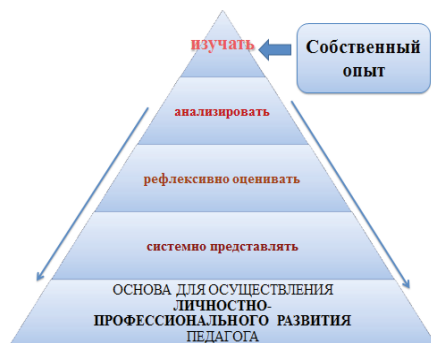 изучать
Собственный
опыт
анализировать
рефлексивно оценивать
системно представлять
ОСНОВА ДЛЯ ОСУЩЕСТВЛЕНИЯ
ЛИЧНОСТНО-
ПРОФЕССИОНАЛЬНОГО РАЗВИТИЯ
ПЕДАГОГА